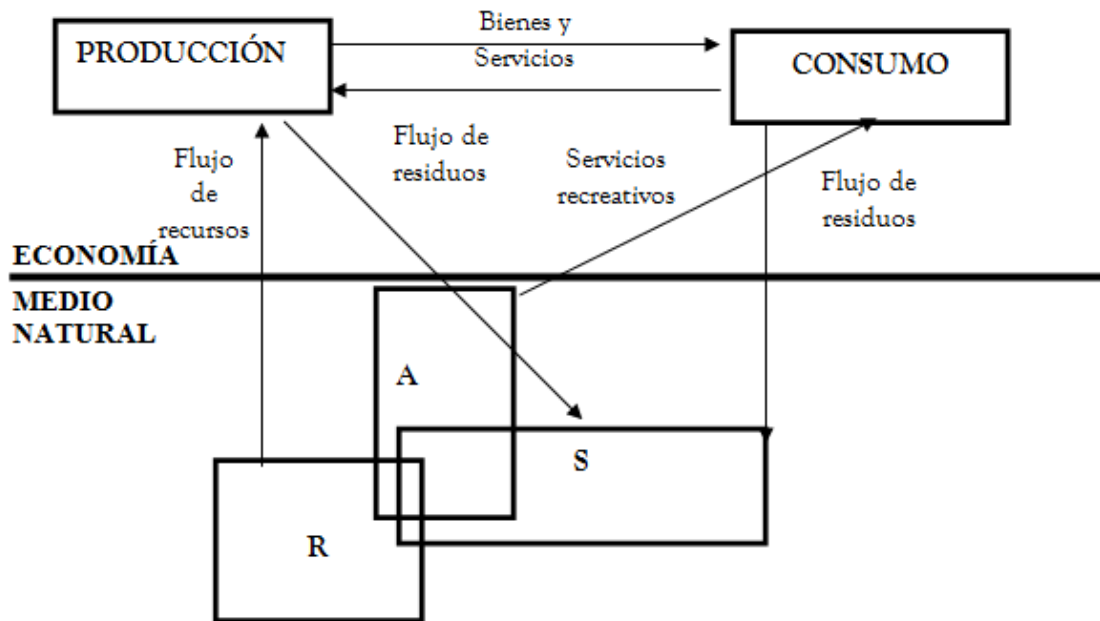 PRODUCCIÓN
Bienes y
Servicios
CONSUMO
Flujo
de
recursos
Flujo de
residuos
Servicios
recreativos
Flujo de
residuos
ECONOMÍA
MEDIO
NATURAL
A
S
R